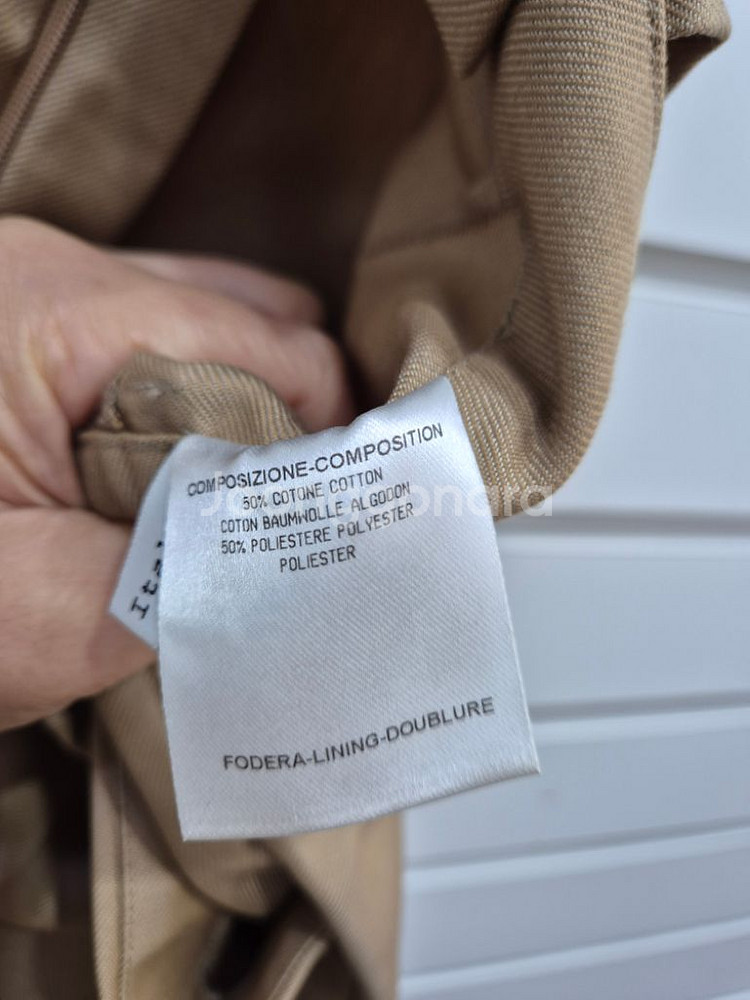 COMPOSIZIONE-COMPOSITION
50% COTONE COTTON
COTON BAUMWOLLE ALGODON
50% POLIESTERE POLYESTER
POLIESTER
FODERA-LINING-DOUBLURE